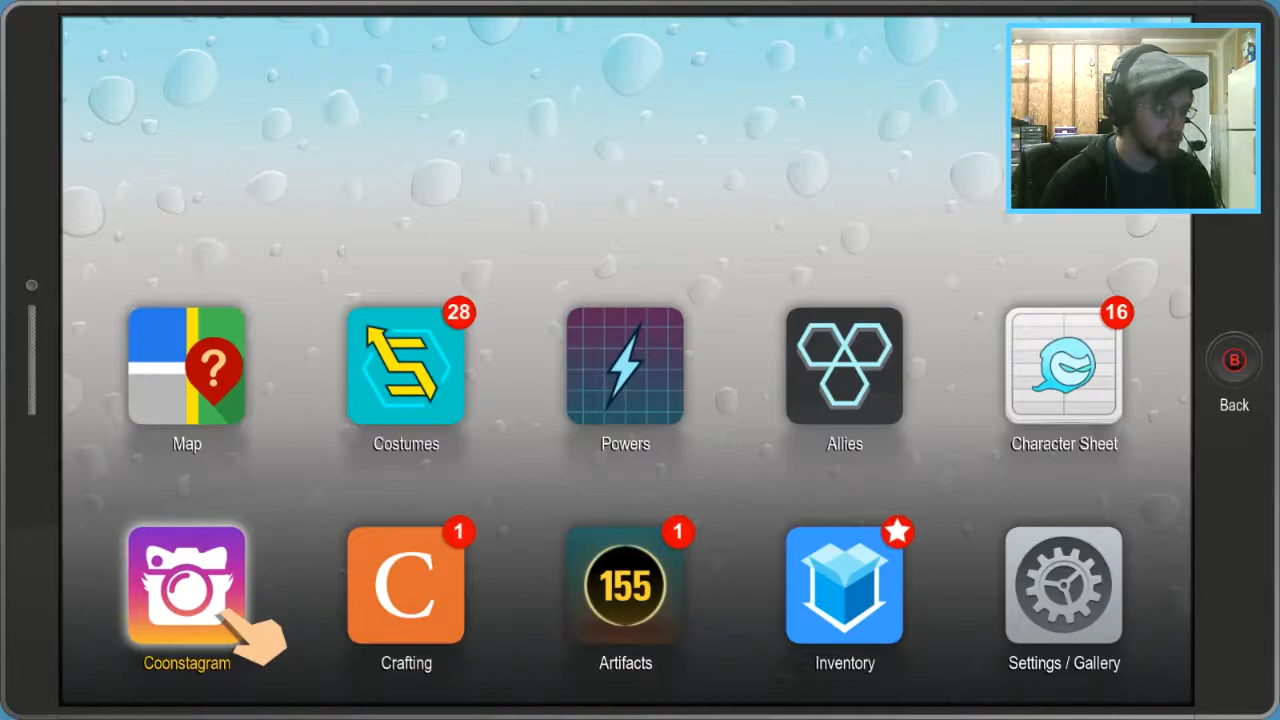 28
16
?
Map
Costumes
Powers
Allies
Character Sheet
B
Back
1
1
C
155
Coonstagram
Crafting
Artifacts
Inventory
Settings / Gallery